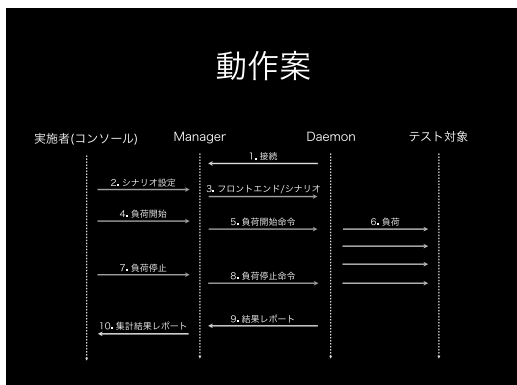 動作案
実施者(コンソール)
Manager
Daemon
テスト対象
1. 接続
2. シナリオ設定
3. フロントエンド/シナリオ
4. 負荷開始
5. 負荷開始命令
6. 負荷
7. 負荷停止
8. 負荷停止命令
9. 結果レポート
10. 集計結果レポート